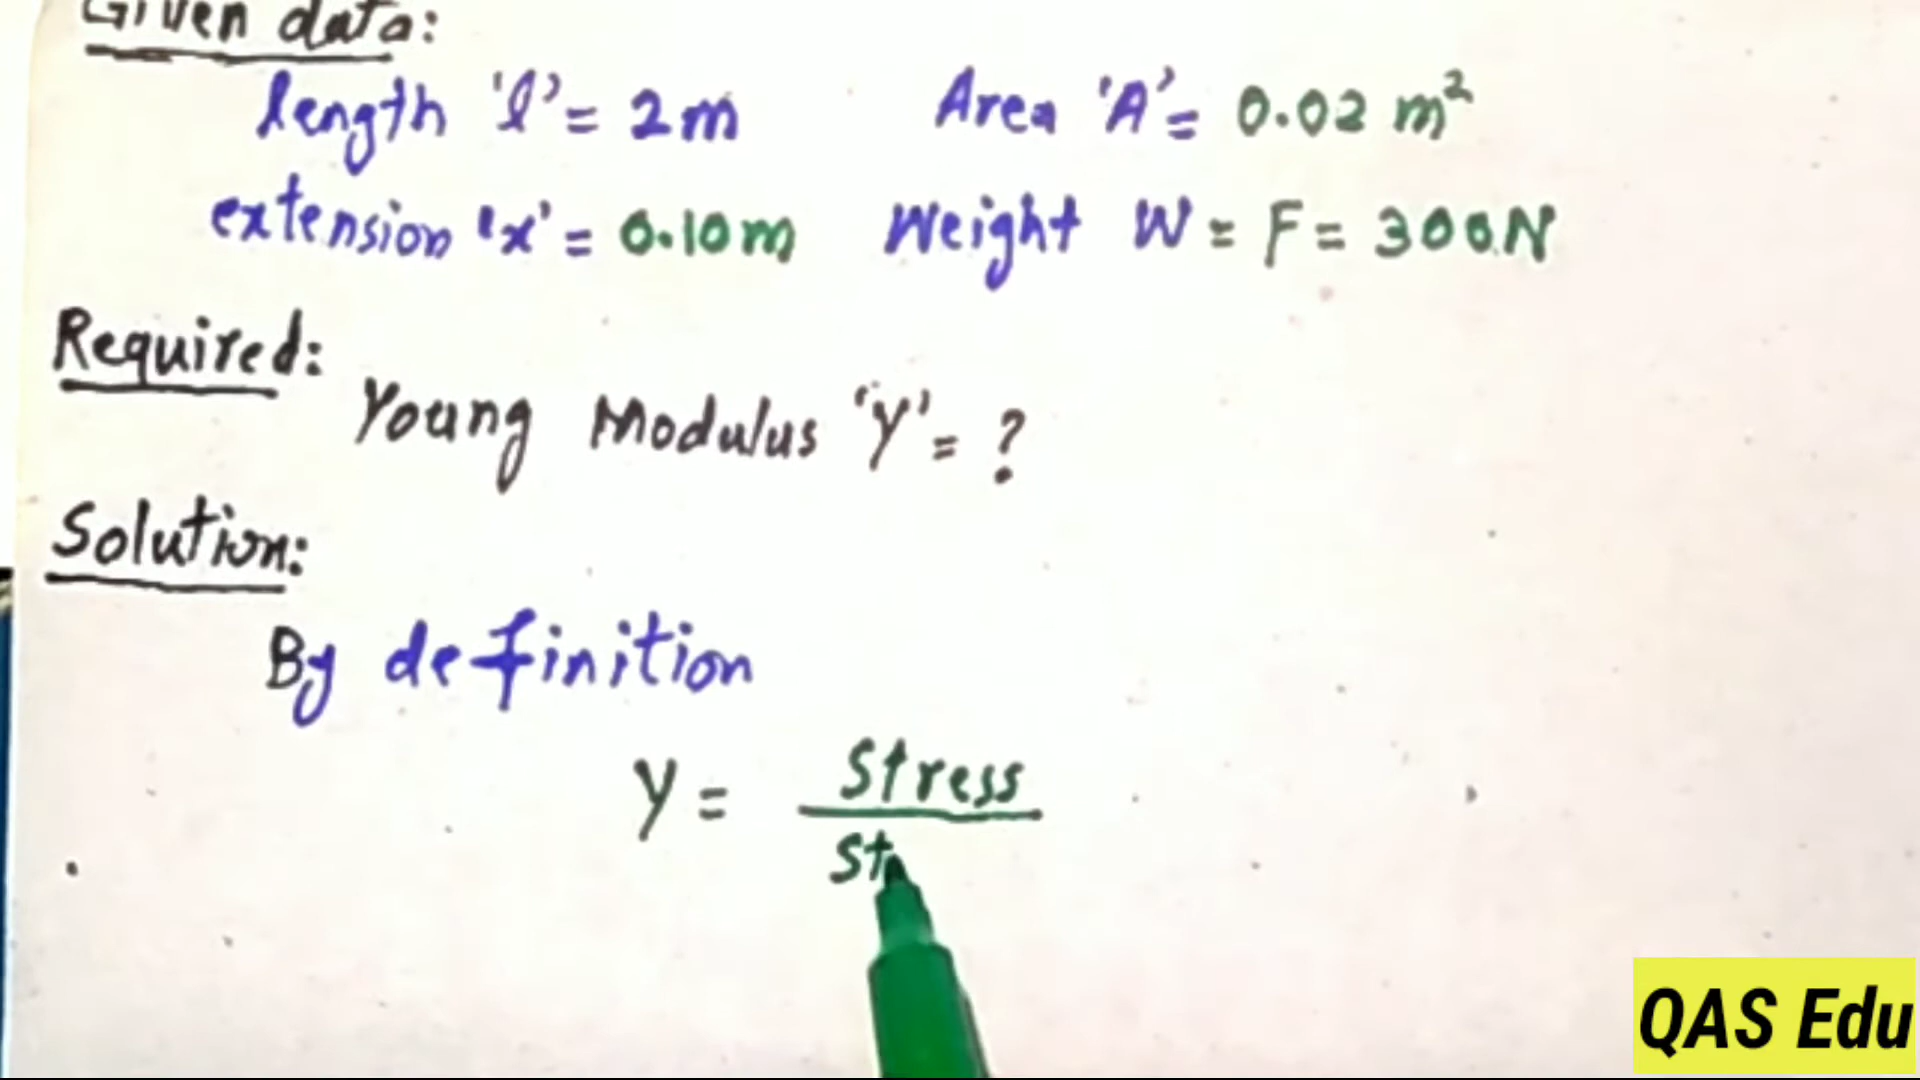 Given data:
length 'l' = 2m Area 'A' = 0.02 m²
extension 'x' = 0.10m Weight W = F = 300N
Required:
Young Modulus 'Y' = ?
Solution:
By definition
Y = Stress
St
QAS Edu